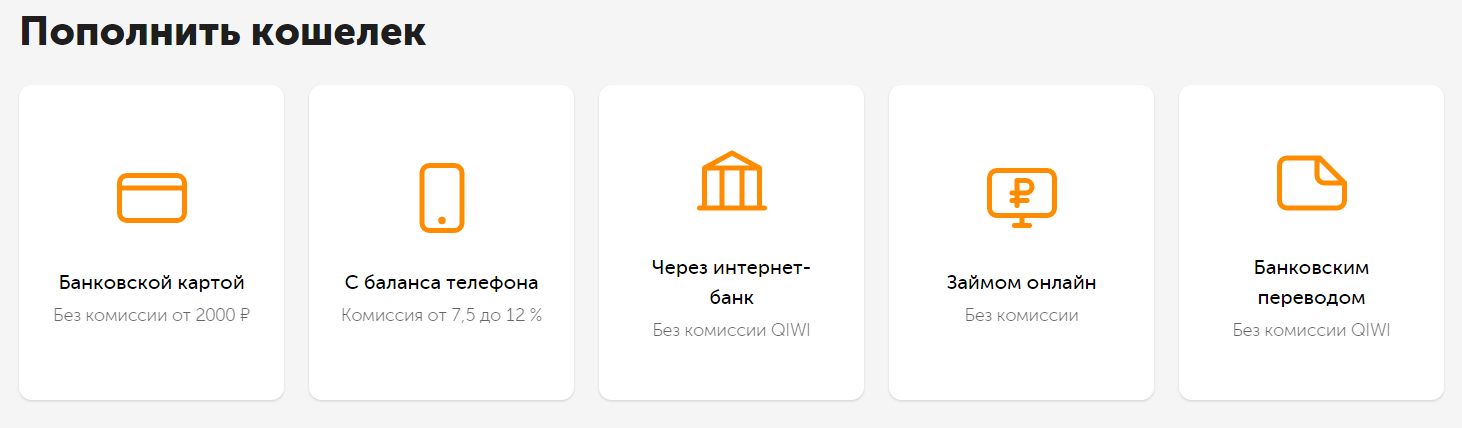 Пополнить кошелек
Банковской картой
Без комиссии от 2000 ₽
С баланса телефона
Комиссия от 7,5 до 12 %
Через интернет-
банк
Без комиссии QIWI
₽
Займом онлайн
Без комиссии
Банковским
переводом
Без комиссии QIWI